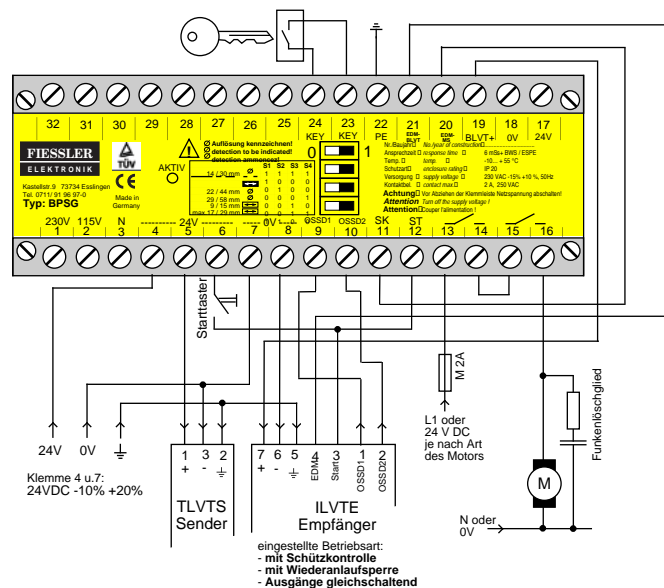 32 31 30 29 28 27 26 25 24 23 22 21 20 19 18 17
KEY KEY PE EDM-BLVT EDM-MS BLVT+ 0V 24V
FIESSLER
ELEKTRONIK
TÜV
Kastellstr.9 73734 Esslingen
Tel. 0711/ 91 96 97-0
Typ: BPSG
Made in
Germany
AKTIV
Auflösung kennzeichnen!
detection to be indicated!
detection ammoncez!
S1 S2 S3 S4
14 / 30 mm
22 / 44 mm
29 / 58 mm
9 / 15 mm
max 17 / 29 mm
0 1
Nr./Baujahr No./year of construction
Ansprechzeit response time 6 mS+ BWS / ESPE
Temp. temp. -10... + 55 °C
Schutzart enclosure rating IP 20
Versorgung supply voltage 230 VAC -15% +10 %, 50Hz
Kontaktbel. contact max. 2 A, 250 VAC
Achtung Vor Abziehen der Klemmleiste Netzspannung abschalten!
Attention Turn off the supply voltage !
Attention Couper l'alimentation !
230V 115V N --------- 24V -------- ------- 0V ------- OSSD1 OSSD2 SK ST
1 2 3 4 5 6 7 8 9 10 11 12 13 14 15 16
Starttaster
M 2A
Funkenlöschglied
L1 oder
24 V DC
je nach Art
des Motors
24V 0V
Klemme 4 u.7:
24VDC -10% +20%
1 3 2
+ -
TLVTS
Sender
7 6 5 4 3 1 2
+ - EDM Start OSSD1 OSSD2
ILVTE
Empfänger
M
N oder
0V
eingestellte Betriebsart:
- mit Schützkontrolle
- mit Wiederanlaufsperre
- Ausgänge gleichschaltend